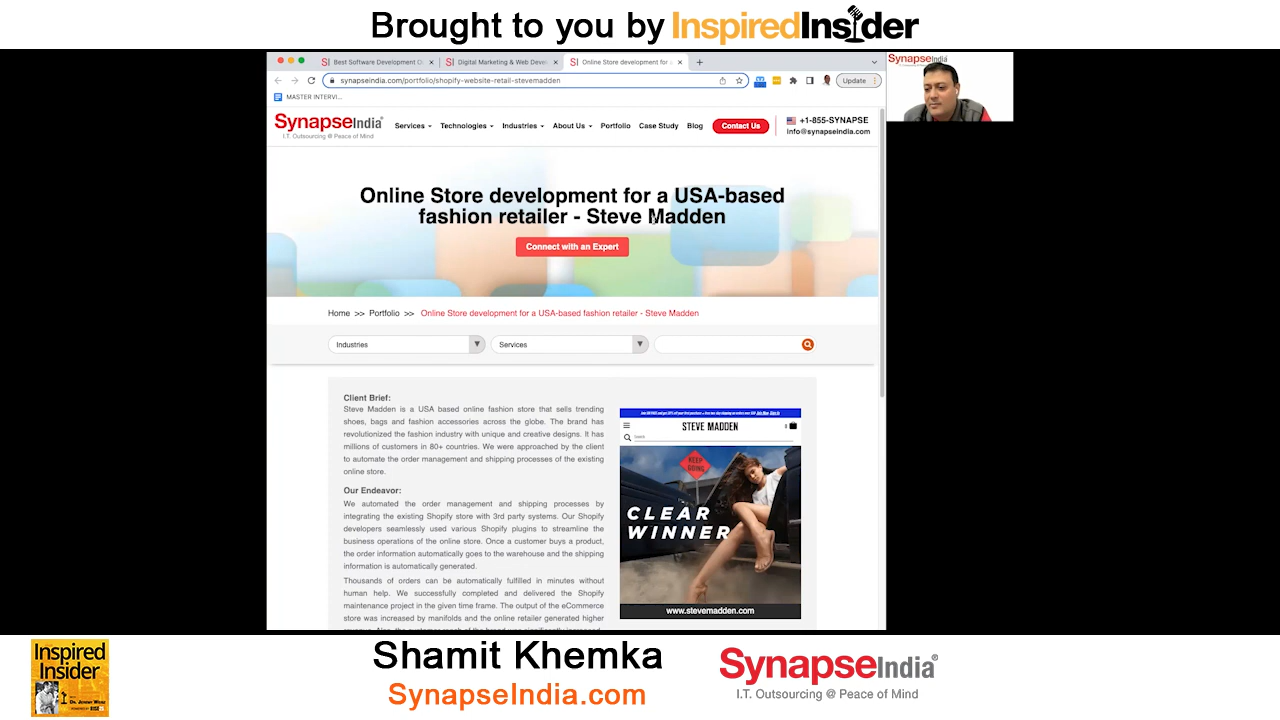 Brought to you by InspiredInsider
Best Software Development C
Digital Marketing & Web Deve
Online Store development for a
synapseindia.com/portfolio/shopify-website-retail-stevemadden
Update
MASTER INTERVI...
SynapseIndia
SynapseIndia®
I.T. Outsourcing @ Peace of Mind
Services
Technologies
Industries
About Us
Portfolio
Case Study
Blog
Contact Us
+1-855-SYNAPSE
info@synapseindia.com
Online Store development for a USA-based
fashion retailer - Steve Madden
Connect with an Expert
Home >> Portfolio >> Online Store development for a USA-based fashion retailer - Steve Madden
Industries
Services
Client Brief:
Steve Madden is a USA based online fashion store that sells trending
shoes, bags and fashion accessories across the globe. The brand has
revolutionized the fashion industry with unique and creative designs. It has
millions of customers in 80+ countries. We were approached by the client
to automate the order management and shipping processes of the existing
online store.
Our Endeavor:
We automated the order management and shipping processes by
integrating the existing Shopify store with 3rd party systems. Our Shopify
developers seamlessly used various Shopify plugins to streamline the
business operations of the online store. Once a customer buys a product,
the order information automatically goes to the warehouse and the shipping
information is automatically generated.
Thousands of orders can be automatically fulfilled in minutes without
human help. We successfully completed and delivered the Shopify
maintenance project in the given time frame. The output of the eCommerce
store was increased by manifolds and the online retailer generated higher
STEVE MADDEN
KEEP
GOING
CLEAR
WINNER
www.stevemadden.com
Inspired
Insider
Shamit Khemka
SynapseIndia.com
SynapseIndia®
I.T. Outsourcing @ Peace of Mind